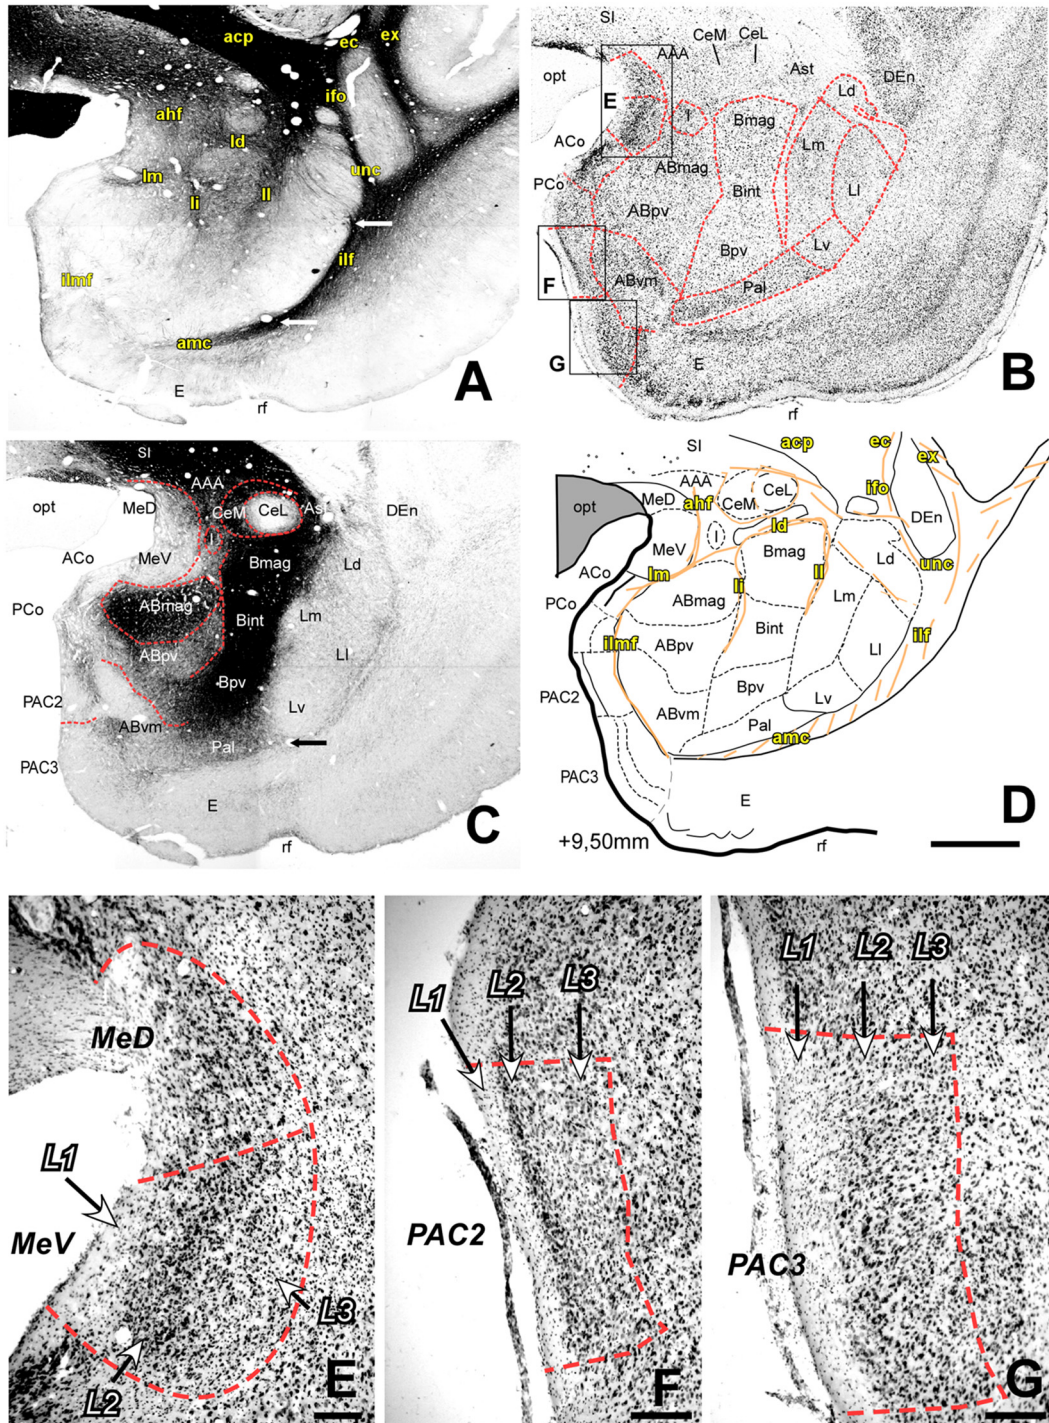 acp
ec
ex
ifo
ahf
ld
lm
li
ll
unc
ilf
ilmf
amc
E
rf
A
SI
CeM
CeL
AAA
Ast
DEn
opt
Ld
E
I
Bmag
ACo
ABmag
Lm
PCo
ABpv
Bint
Ll
Bpv
Lv
F
ABvm
Pal
G
E
B
rf
SI
AAA
opt
MeD
CeM
CeL
Ast
DEn
I
ACo
MeV
Bmag
Ld
PCo
ABmag
Bint
Lm
ABpv
Ll
Bpv
PAC2
ABvm
Lv
Pal
PAC3
E
C
rf
SI
acp
ec
ex
AAA
opt
MeD
ahf
CeM
CeL
ifo
DEn
ld
I
MeV
Bmag
Ld
unc
ACo
lm
ABmag
li
ll
Lm
PCo
ilmf
ABpv
Bint
Ll
ilf
PAC2
ABvm
Bpv
Lv
Pal
amc
PAC3
E
D
+9,50mm
rf
MeD
L1
MeV
L3
L2
E
L1
L2
L3
PAC2
F
L1
L2
L3
PAC3
G